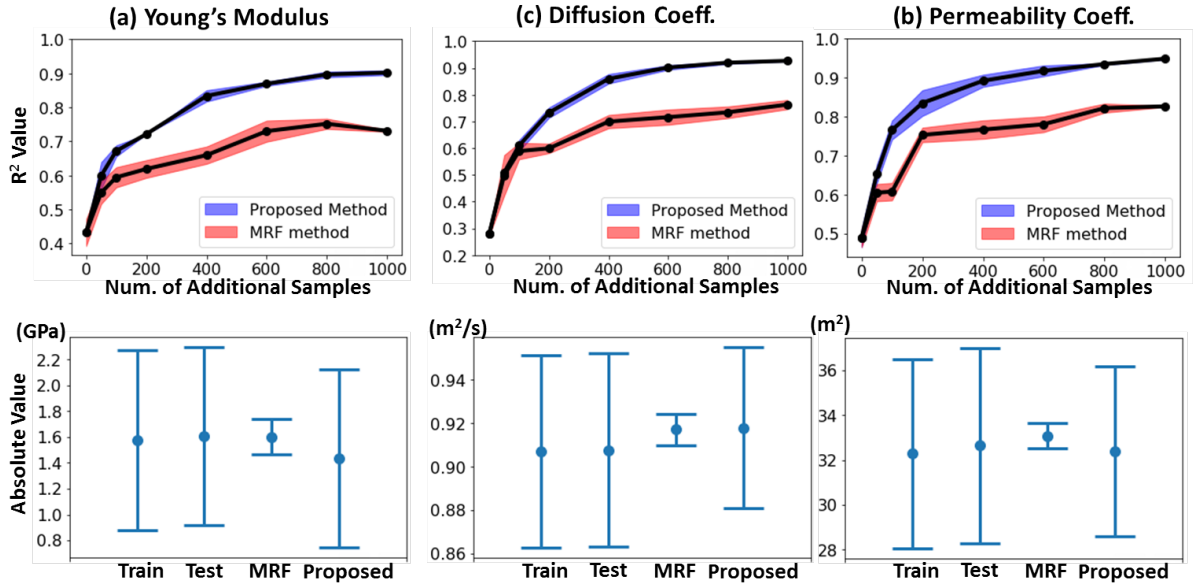 (a) Young's Modulus
R² Value
1.0
0.9
0.8
0.7
0.6
0.5
0.4
Proposed Method
MRF method
0 200 400 600 800 1000
Num. of Additional Samples
(c) Diffusion Coeff.
1.0
0.9
0.8
0.7
0.6
0.5
0.4
0.3
0.2
Proposed Method
MRF method
0 200 400 600 800 1000
Num. of Additional Samples
(b) Permeability Coeff.
1.0
0.9
0.8
0.7
0.6
0.5
Proposed Method
MRF method
0 200 400 600 800 1000
Num. of Additional Samples
(GPa)
Absolute Value
2.2
2.0
1.8
1.6
1.4
1.2
1.0
0.8
Train Test MRF Proposed
(m²/s)
0.94
0.92
0.90
0.88
0.86
Train Test MRF Proposed
(m²)
36
34
32
30
28
Train Test MRF Proposed